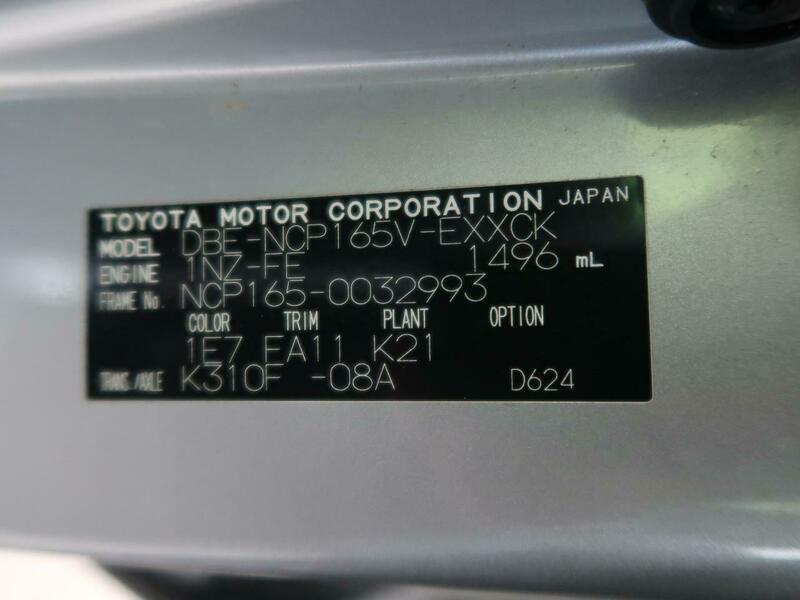 TOYOTA MOTOR CORPORATION JAPAN
MODEL DBE-NCP165V-EXXCK
ENGINE 1NZ-FE 1496 mL
FRAME No. NCP165-0032993
COLOR TRIM PLANT OPTION
1E7 EA11 K21
TRANS./AXLE K310F -08A D624